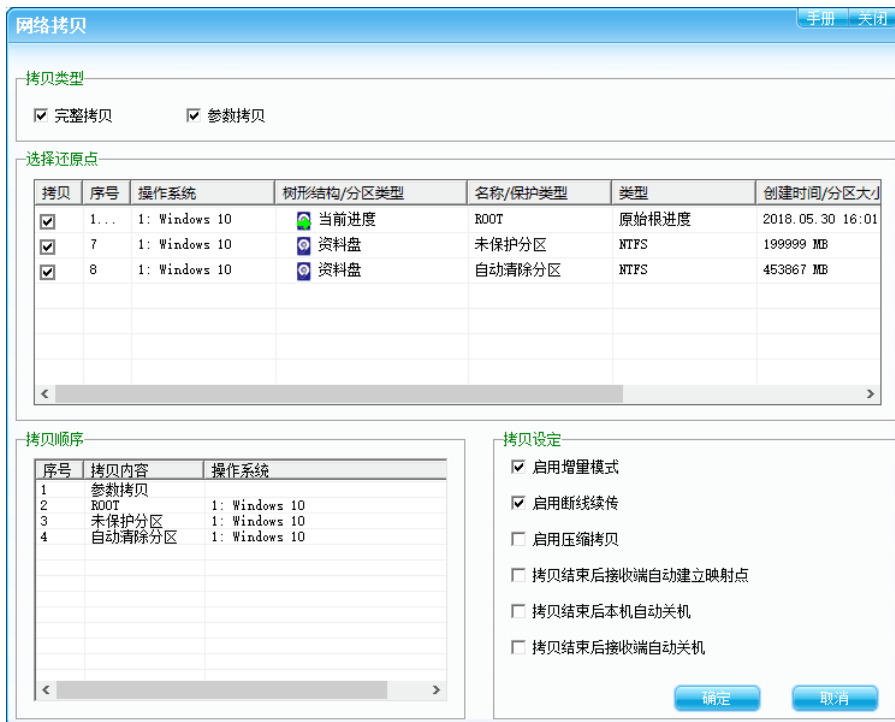 网络拷贝 手册 关闭
拷贝类型
完整拷贝 参数拷贝
选择还原点
拷贝 序号 操作系统 树形结构/分区类型 名称/保护类型 类型 创建时间/分区大小
1... 1: Windows 10 当前进度 ROOT 原始根进度 2018.05.30 16:01
7 1: Windows 10 资料盘 未保护分区 NTFS 199999 MB
8 1: Windows 10 资料盘 自动清除分区 NTFS 453867 MB
拷贝顺序
序号 拷贝内容 操作系统
1 参数拷贝
2 ROOT 1: Windows 10
3 未保护分区 1: Windows 10
4 自动清除分区 1: Windows 10
拷贝设定
启用增量模式
启用断线续传
启用压缩拷贝
拷贝结束后接收端自动建立映射点
拷贝结束后本机自动关机
拷贝结束后接收端自动关机
确定 取消